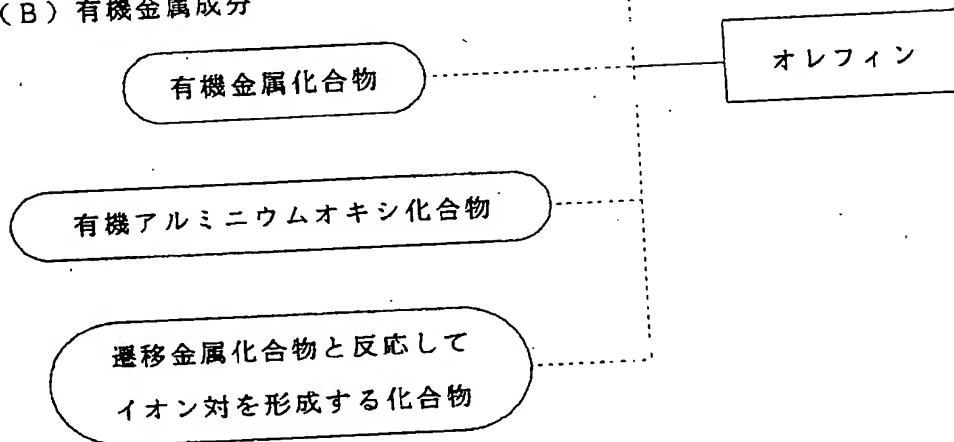 (B) 有機金属成分
有機金属化合物
オレフィン
有機アルミニウムオキシ化合物
遷移金属化合物と反応して
イオン対を形成する化合物